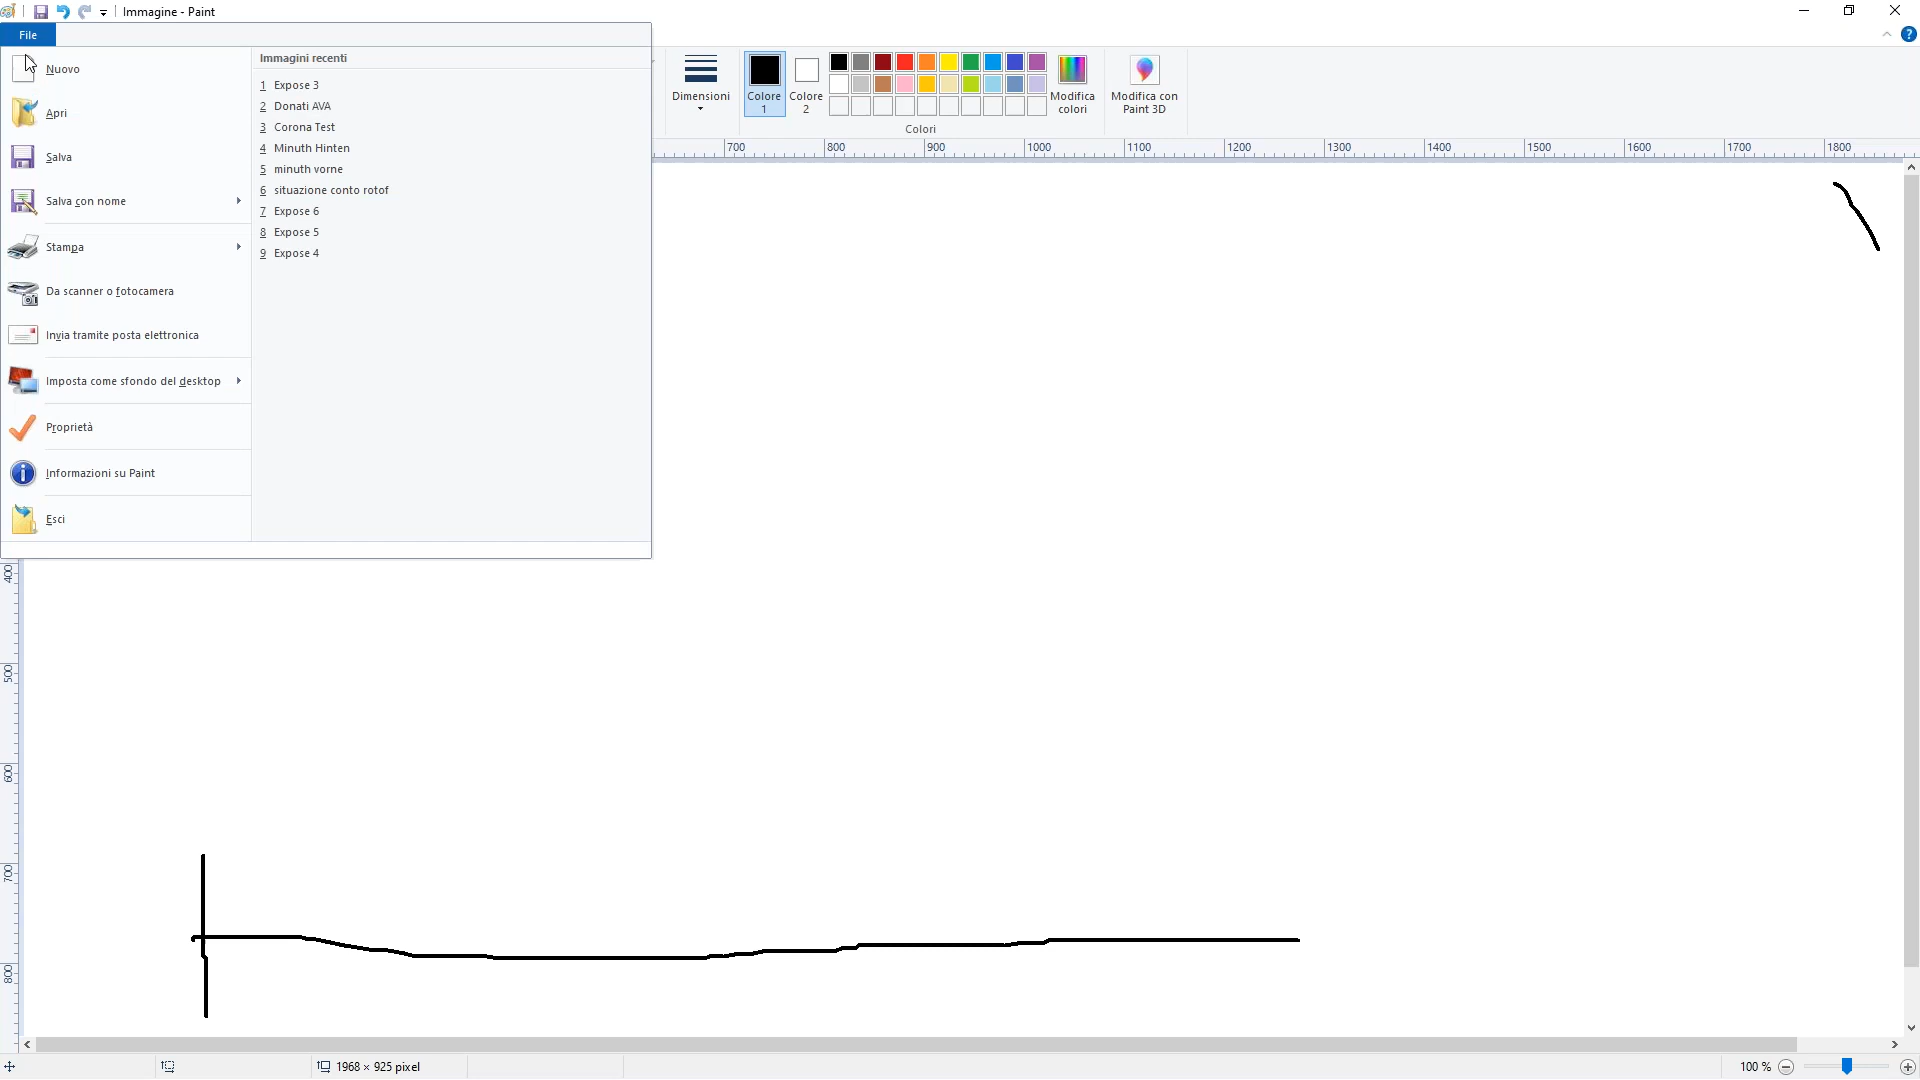 Immagine - Paint
File
Nuovo
Apri
Salva
Salva con nome
Stampa
Da scanner o fotocamera
Invia tramite posta elettronica
Imposta come sfondo del desktop
Proprietà
Informazioni su Paint
Esci
Immagini recenti
1 Expose 3
2 Donati AVA
3 Corona Test
4 Minuth Hinten
5 minuth vorne
6 situazione conto rotof
7 Expose 6
8 Expose 5
9 Expose 4
Dimensioni
Colore 1
Colore 2
Modifica colori
Modifica con Paint 3D
Colori
700 800 900 1000 1100 1200 1300 1400 1500 1600 1700 1800
400
500
600
700
800
1968 × 925 pixel
100 %